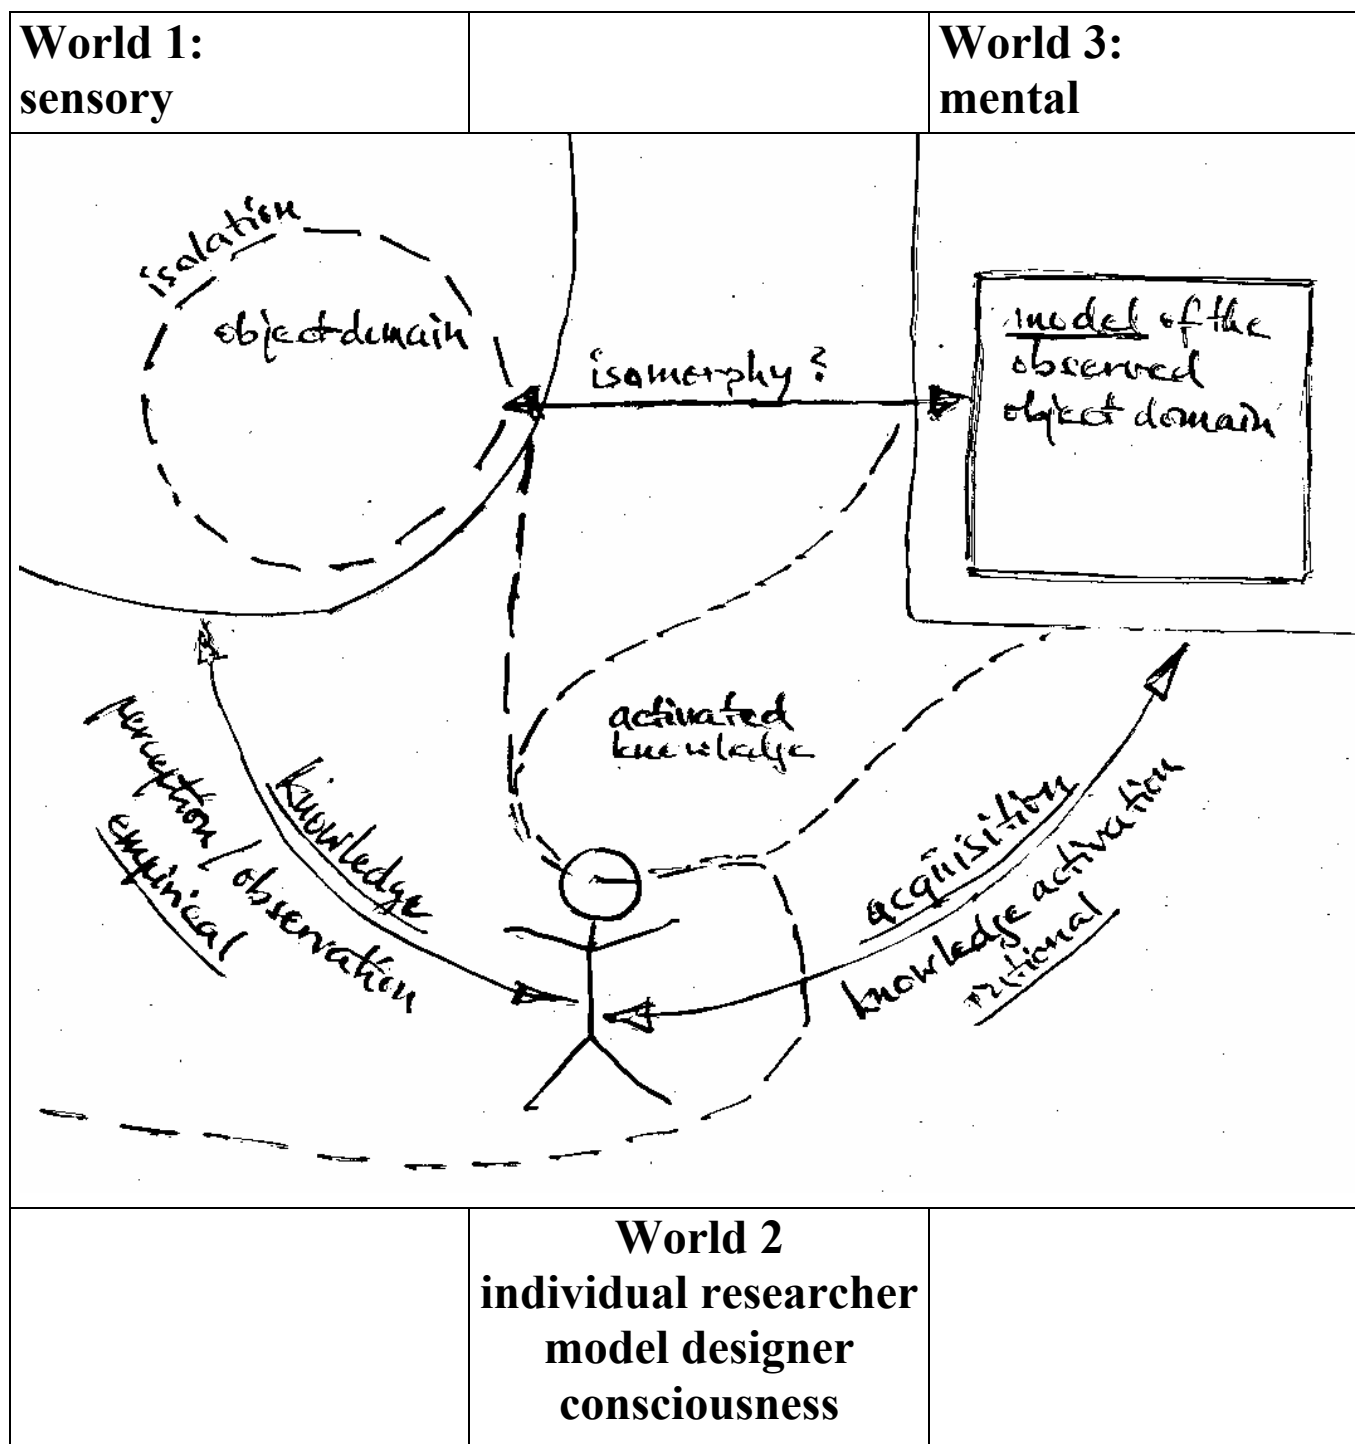 World 1:
sensory
World 3:
mental
isolation
object domain
isomorphy?
model of the
observed
object domain
activated
knowledge
knowledge
perception / observation
empirical
acquisition
knowledge activation
rational
World 2
individual researcher
model designer
consciousness